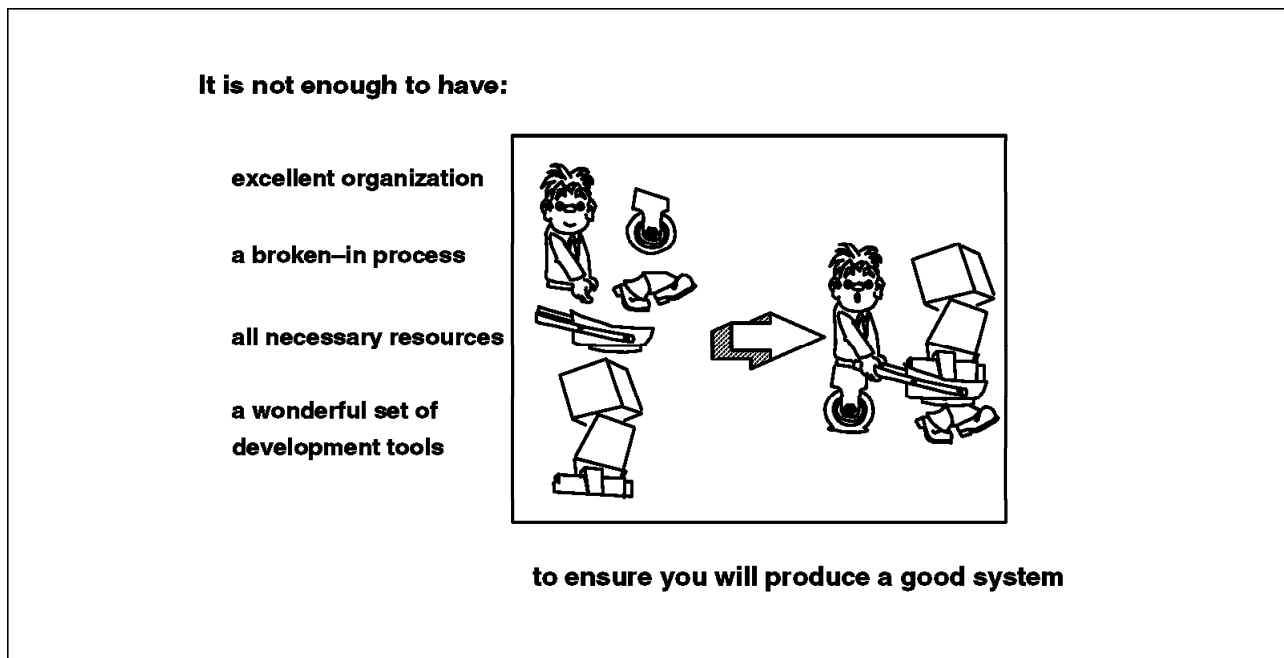 It is not enough to have:
excellent organization
a broken–in process
all necessary resources
a wonderful set of
development tools
to ensure you will produce a good system